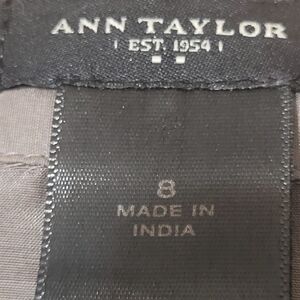 ANN TAYLOR
EST. 1954
8
MADE IN
INDIA